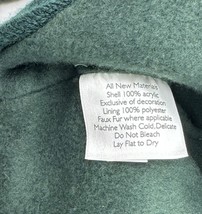 All New Materials
Shell 100% acrylic
Exclusive of decoration
Lining 100% polyester
Faux Fur where applicable
Machine Wash Cold, Delicate
Do Not Bleach
Lay Flat to Dry